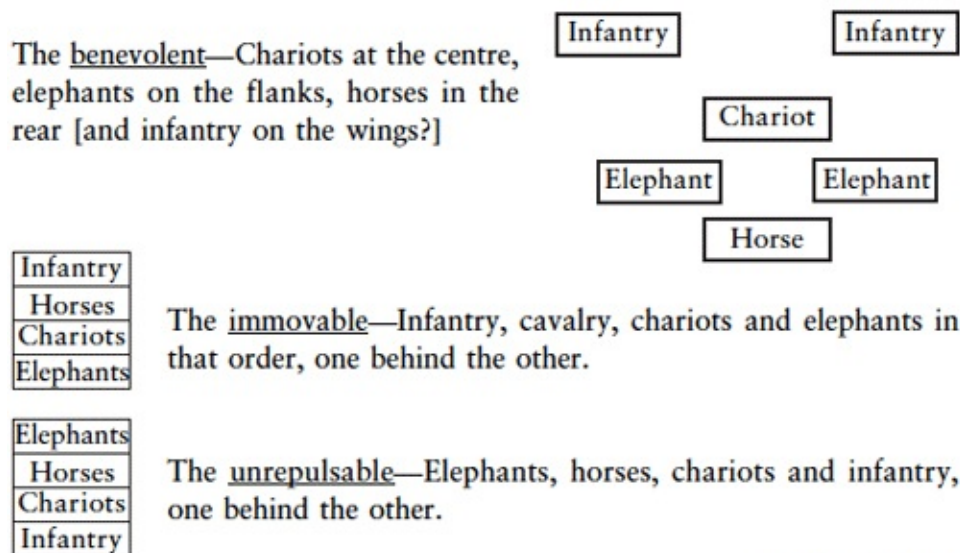 The benevolent—Chariots at the centre,
elephants on the flanks, horses in the
rear [and infantry on the wings?]
Infantry
Infantry
Chariot
Elephant
Elephant
Horse
Infantry
Horses
Chariots
Elephants
The immovable—Infantry, cavalry, chariots and elephants in
that order, one behind the other.
Elephants
Horses
Chariots
Infantry
The unrepulsable—Elephants, horses, chariots and infantry,
one behind the other.